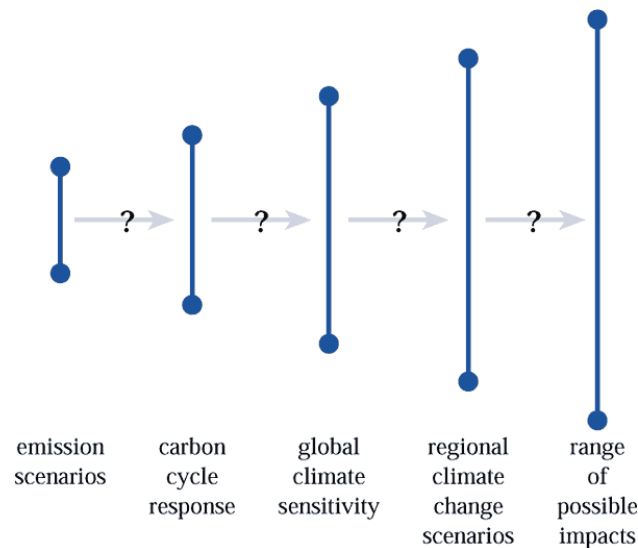 ? ? ? ?
emission
scenarios
carbon
cycle
response
global
climate
sensitivity
regional
climate
change
scenarios
range
of
possible
impacts